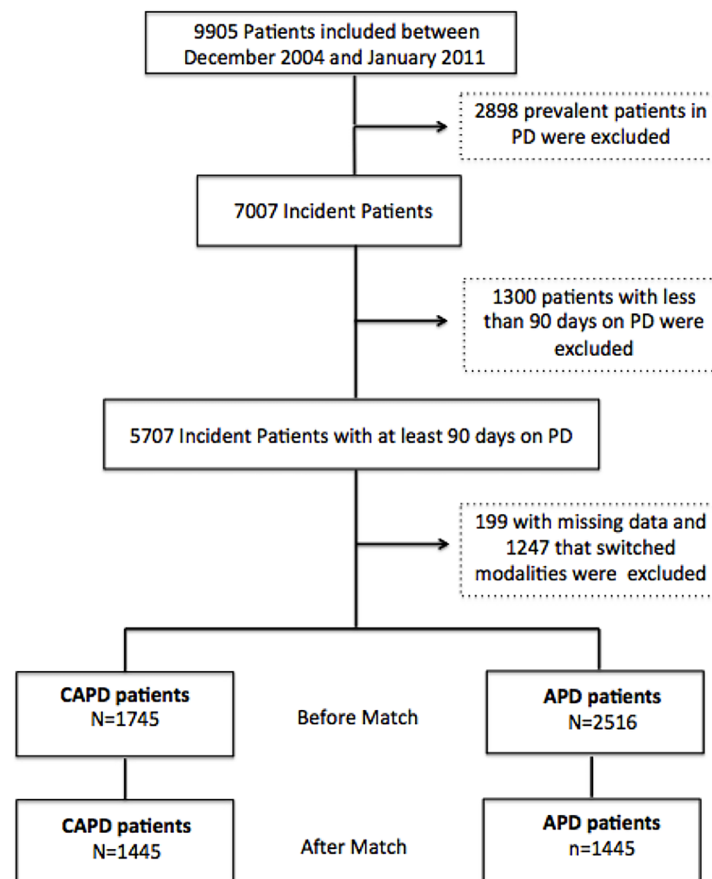 9905 Patients included between
December 2004 and January 2011
2898 prevalent patients in
PD were excluded
7007 Incident Patients
1300 patients with less
than 90 days on PD were
excluded
5707 Incident Patients with at least 90 days on PD
199 with missing data and
1247 that switched
modalities were excluded
CAPD patients
N=1745
Before Match
APD patients
N=2516
CAPD patients
N=1445
After Match
APD patients
n=1445